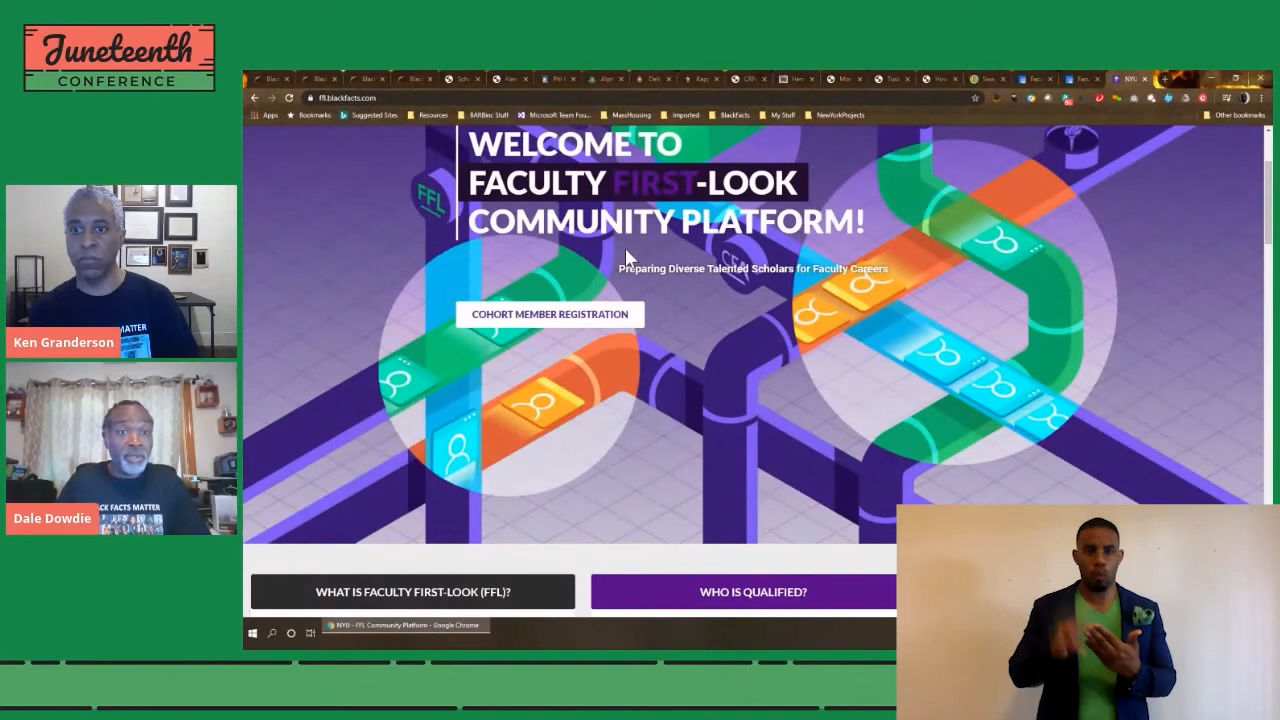 Juneteenth
CONFERENCE
ffl.blackfacts.com
Apps Bookmarks Suggested Sites Resources BARBinc Stuff Microsoft Team Fou... MassHousing Imported BlackFacts My Stuff NewYorkProjects Other bookmarks
WELCOME TO
FACULTY FIRST-LOOK
COMMUNITY PLATFORM!
FFL
Preparing Diverse Talented Scholars for Faculty Careers
COHORT MEMBER REGISTRATION
MATTER
Ken Granderson
CK FACTS MATTER
Dale Dowdie
WHAT IS FACULTY FIRST-LOOK (FFL)?
WHO IS QUALIFIED?
NYU - FFL Community Platform - Google Chrome